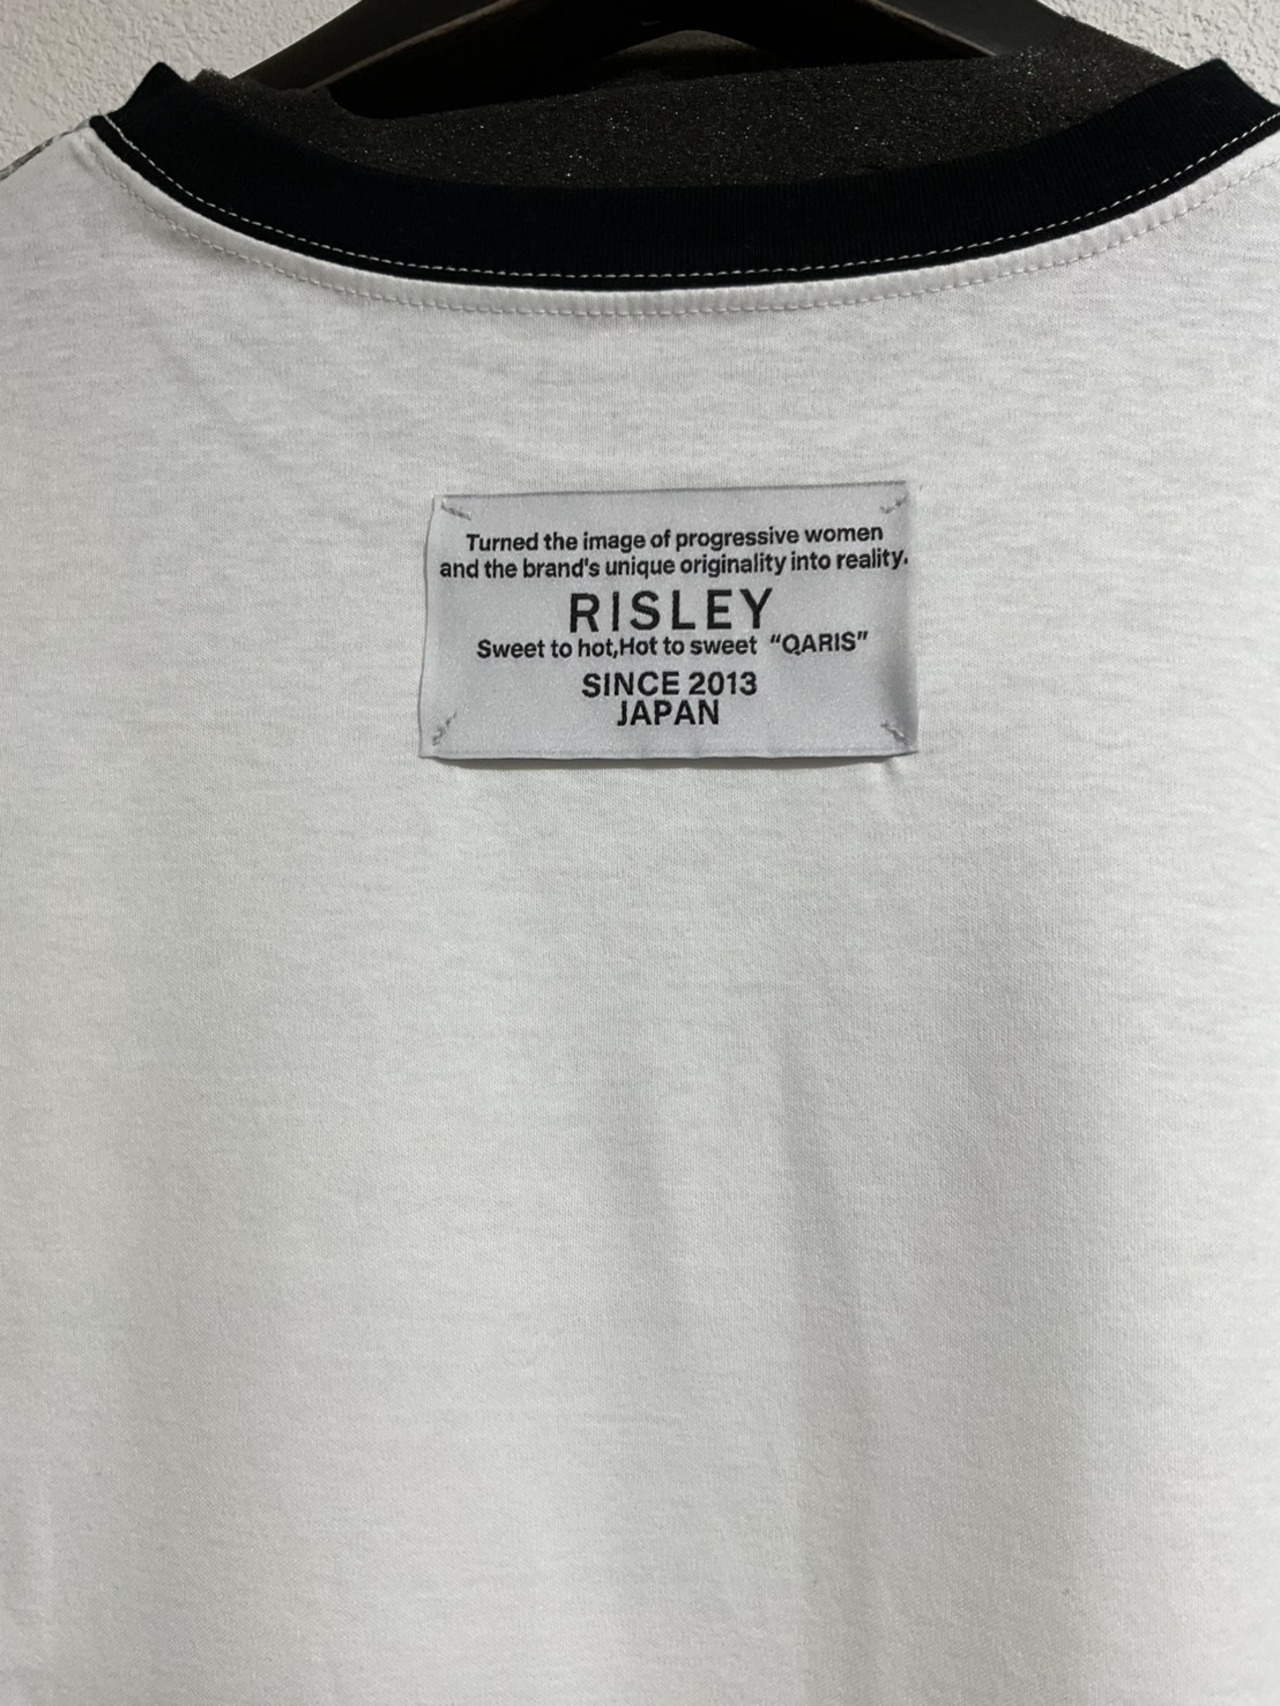 Turned the image of progressive women
and the brand's unique originality into reality.
RISLEY
Sweet to hot,Hot to sweet “QARIS”
SINCE 2013
JAPAN